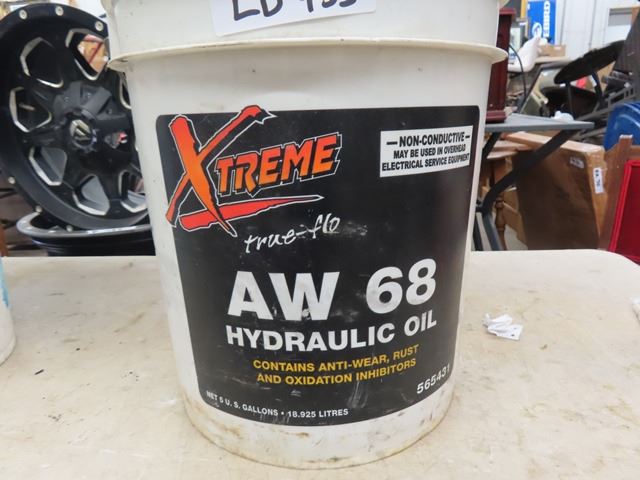 XTREME
true-flo
NON-CONDUCTIVE
MAY BE USED IN OVERHEAD
ELECTRICAL SERVICE EQUIPMENT
AW 68
HYDRAULIC OIL
CONTAINS ANTI-WEAR, RUST
AND OXIDATION INHIBITORS
565431
NET 5 U.S. GALLONS • 18.925 LITRES